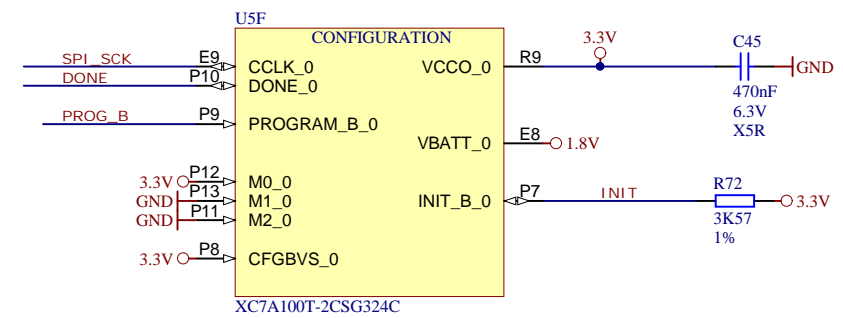 U5F
CONFIGURATION
SPI_SCK E9 CCLK_0
DONE P10 DONE_0
PROG_B P9 PROGRAM_B_0
3.3V P12 M0_0
GND P13 M1_0
GND P11 M2_0
3.3V P8 CFGBVS_0
VCCO_0 R9 3.3V C45 GND
470nF
6.3V
X5R
VBATT_0 E8 1.8V
INIT_B_0 P7 INIT R72 3.3V
3K57
1%
XC7A100T-2CSG324C